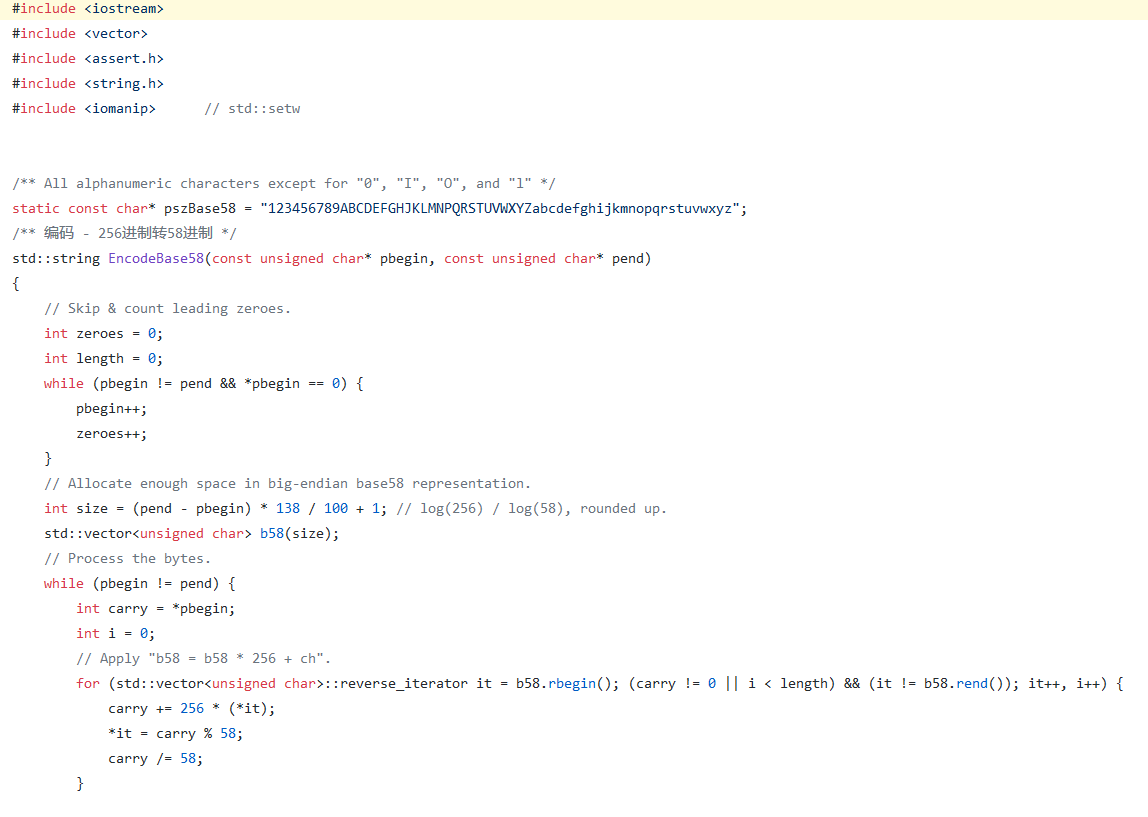 #include <iostream>
#include <vector>
#include <assert.h>
#include <string.h>
#include <iomanip>      // std::setw
/** All alphanumeric characters except for "0", "I", "O", and "l" */
static const char* pszBase58 = "123456789ABCDEFGHJKLMNPQRSTUVWXYZabcdefghijkmnopqrstuvwxyz";
/** 编码 - 256进制转58进制 */
std::string EncodeBase58(const unsigned char* pbegin, const unsigned char* pend)
{
    // Skip & count leading zeroes.
    int zeroes = 0;
    int length = 0;
    while (pbegin != pend && *pbegin == 0) {
        pbegin++;
        zeroes++;
    }
    // Allocate enough space in big-endian base58 representation.
    int size = (pend - pbegin) * 138 / 100 + 1; // log(256) / log(58), rounded up.
    std::vector<unsigned char> b58(size);
    // Process the bytes.
    while (pbegin != pend) {
        int carry = *pbegin;
        int i = 0;
        // Apply "b58 = b58 * 256 + ch".
        for (std::vector<unsigned char>::reverse_iterator it = b58.rbegin(); (carry != 0 || i < length) && (it != b58.rend()); it++, i++) {
            carry += 256 * (*it);
            *it = carry % 58;
            carry /= 58;
        }